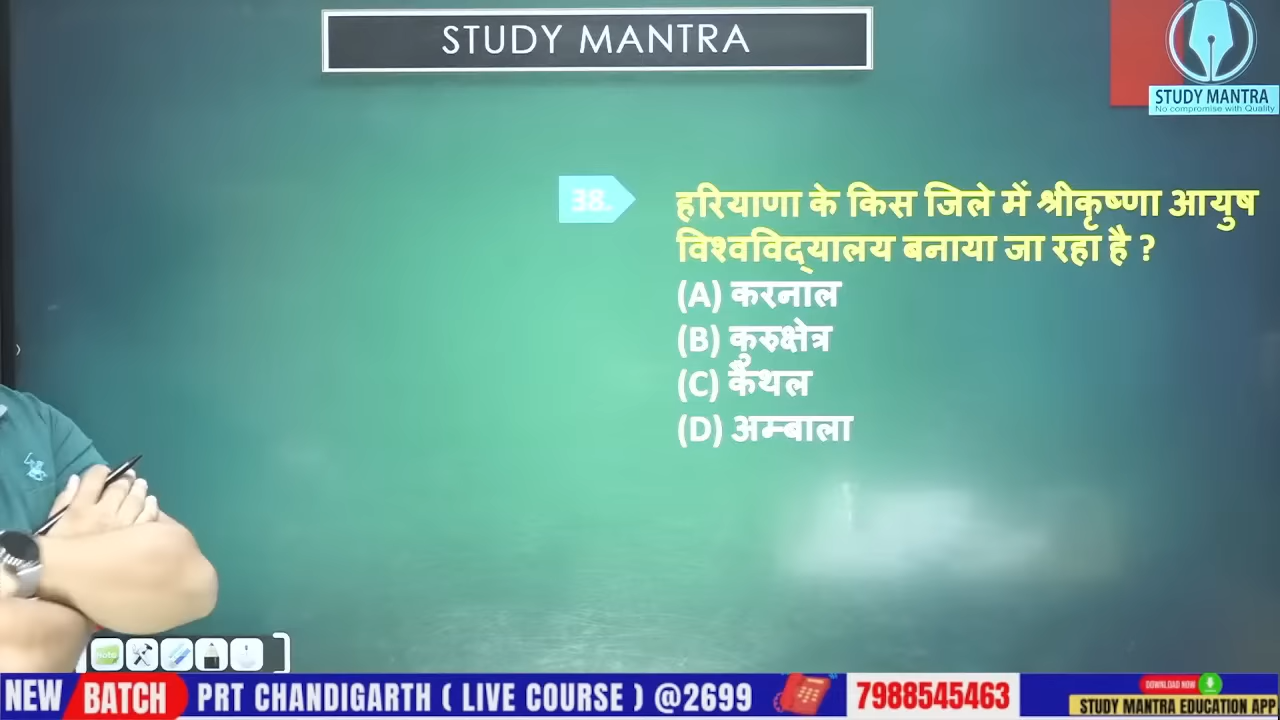 STUDY MANTRA
STUDY MANTRA
No compromise with Quality
38.
हरियाणा के किस जिले में श्रीकृष्णा आयुष
विश्वविद्यालय बनाया जा रहा है ?
(A) करनाल
(B) कुरुक्षेत्र
(C) कैंथल
(D) अम्बाला
NEW BATCH PRT CHANDIGARTH ( LIVE COURSE ) @2699
7988545463
DOWNLOAD NOW
STUDY MANTRA EDUCATION APP